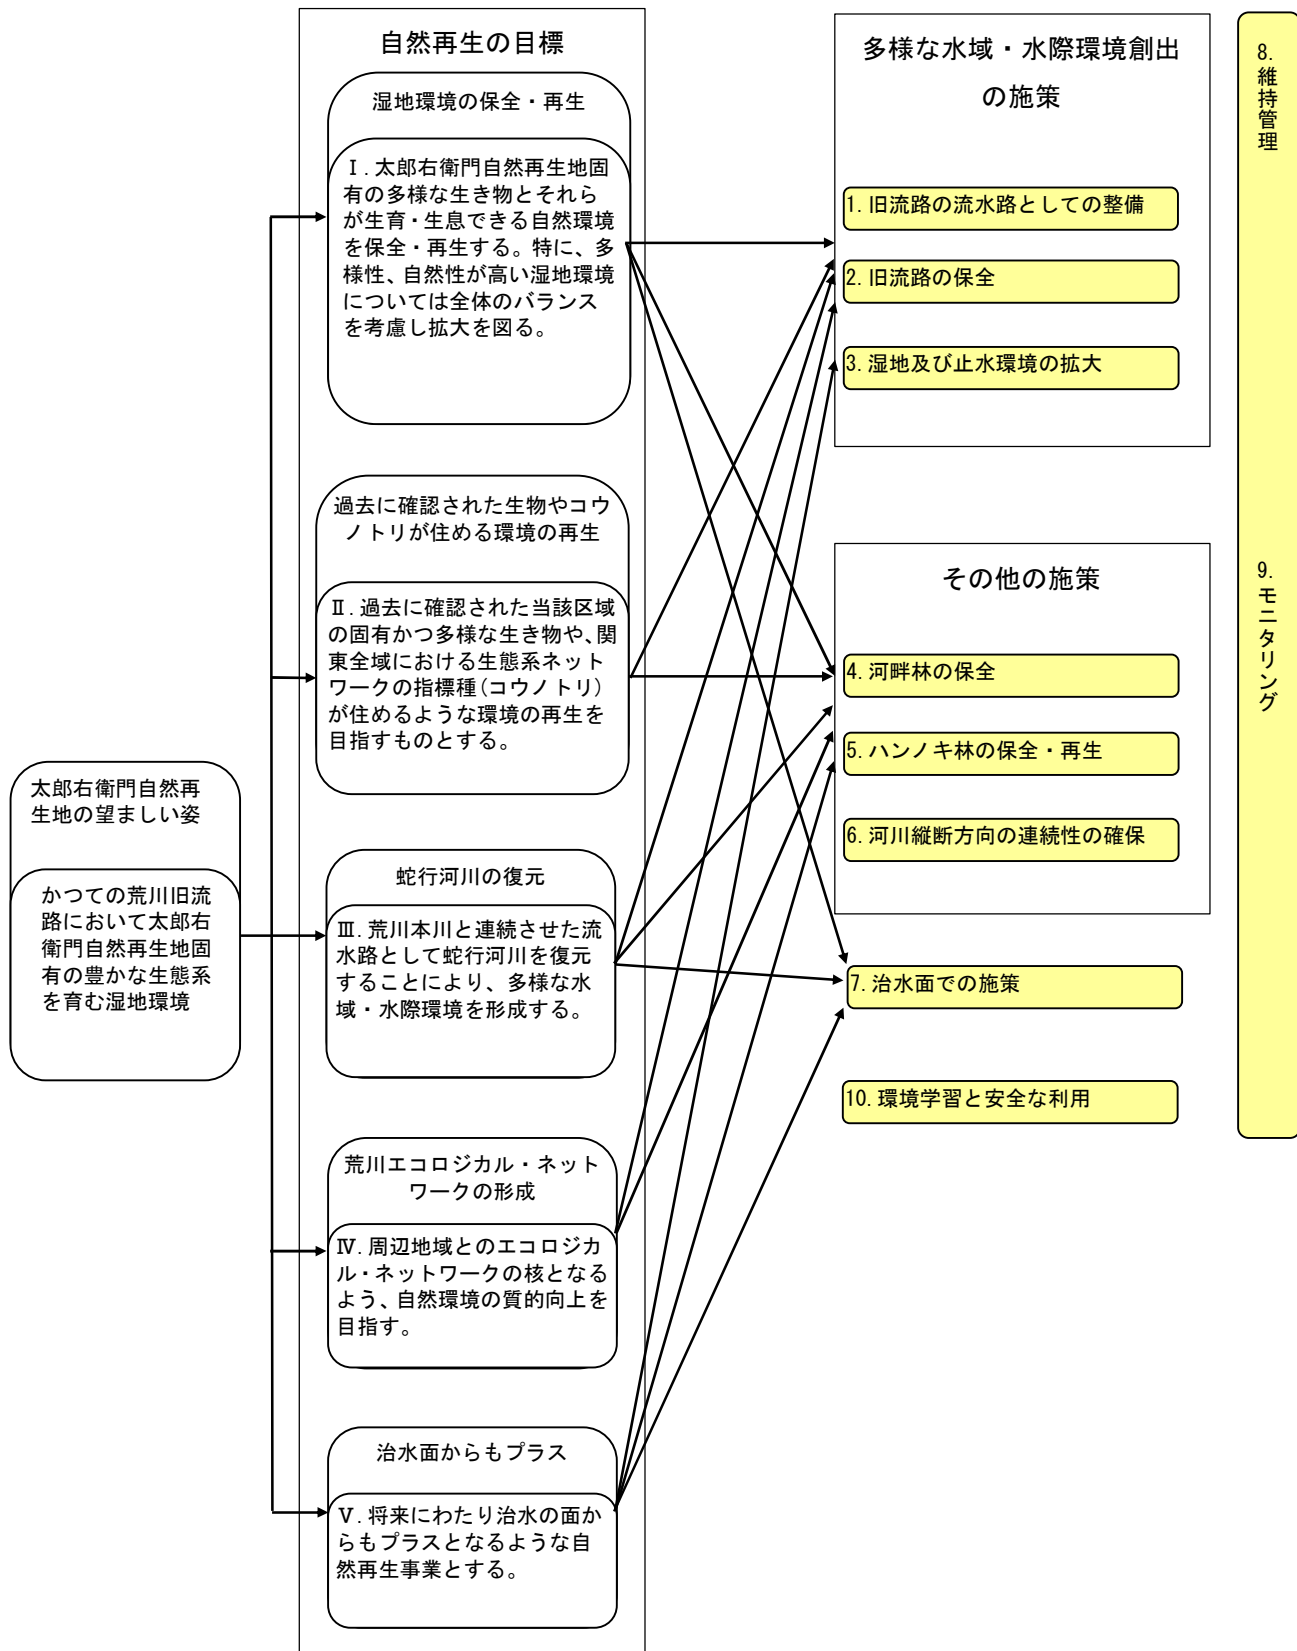 太郎右衛門自然再
生地の望ましい姿
かつての荒川旧流
路において太郎右
衛門自然再生地固
有の豊かな生態系
を育む湿地環境
自然再生の目標
湿地環境の保全・再生
Ⅰ.太郎右衛門自然再生地固
有の多様な生き物とそれら
が生育・生息できる自然環境
を保全・再生する。特に、多
様性、自然性が高い湿地環境
については全体のバランス
を考慮し拡大を図る。
過去に確認された生物やコウ
ノトリが住める環境の再生
Ⅱ.過去に確認された当該区域
の固有かつ多様な生き物や、関
東全域における生態系ネット
ワークの指標種(コウノトリ)
が住めるような環境の再生を
目指すものとする。
蛇行河川の復元
Ⅲ.荒川本川と連続させた流
水路として蛇行河川を復元
することにより、多様な水
域・水際環境を形成する。
荒川エコロジカル・ネット
ワークの形成
Ⅳ.周辺地域とのエコロジカ
ル・ネットワークの核となる
よう、自然環境の質的向上を
目指す。
治水面からもプラス
Ⅴ.将来にわたり治水の面か
らもプラスとなるような自
然再生事業とする。
多様な水域・水際環境創出
の施策
1.旧流路の流水路としての整備
2.旧流路の保全
3.湿地及び止水環境の拡大
その他の施策
4.河畔林の保全
5.ハンノキ林の保全・再生
6.河川縦断方向の連続性の確保
7.治水面での施策
10.環境学習と安全な利用
8.維持管理
9.モニタリング